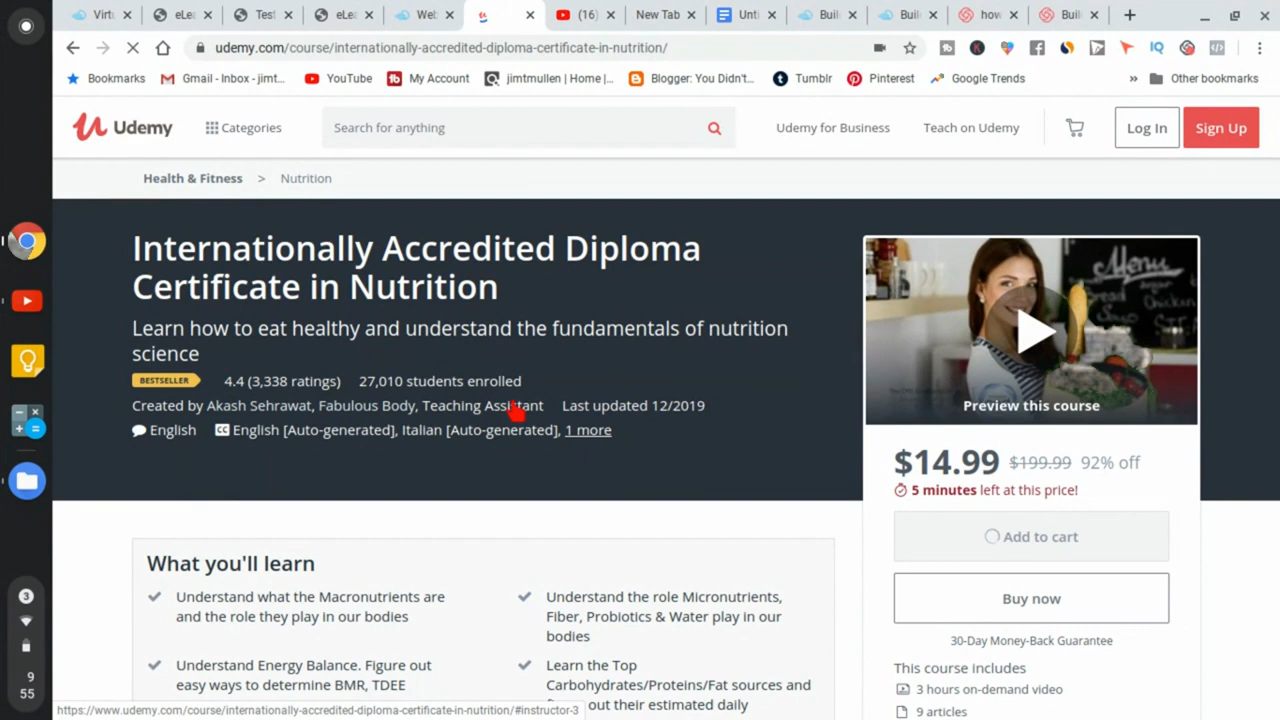 Virtu
eLea
Test
eLea
Web
(16)
New Tab
Unti
Buil
Buil
how
Buil
udemy.com/course/internationally-accredited-diploma-certificate-in-nutrition/
Bookmarks
Gmail - Inbox - jimt...
YouTube
My Account
jimtmullen | Home |...
Blogger: You Didn't...
Tumblr
Pinterest
Google Trends
»
Other bookmarks
Udemy
Categories
Search for anything
Udemy for Business
Teach on Udemy
Log In
Sign Up
Health & Fitness > Nutrition
Internationally Accredited Diploma
Certificate in Nutrition
Learn how to eat healthy and understand the fundamentals of nutrition
science
BESTSELLER 4.4 (3,338 ratings) 27,010 students enrolled
Created by Akash Sehrawat, Fabulous Body, Teaching Assistant Last updated 12/2019
English CC English [Auto-generated], Italian [Auto-generated], 1 more
Menu
Preview this course
$14.99 $199.99 92% off
5 minutes left at this price!
Add to cart
Buy now
30-Day Money-Back Guarantee
This course includes
3 hours on-demand video
9 articles
What you'll learn
Understand what the Macronutrients are
and the role they play in our bodies
Understand the role Micronutrients,
Fiber, Probiotics & Water play in our
bodies
Understand Energy Balance. Figure out
easy ways to determine BMR, TDEE
Learn the Top
Carbohydrates/Proteins/Fat sources and
out their estimated daily
3
9
55
https://www.udemy.com/course/internationally-accredited-diploma-certificate-in-nutrition/#instructor-3